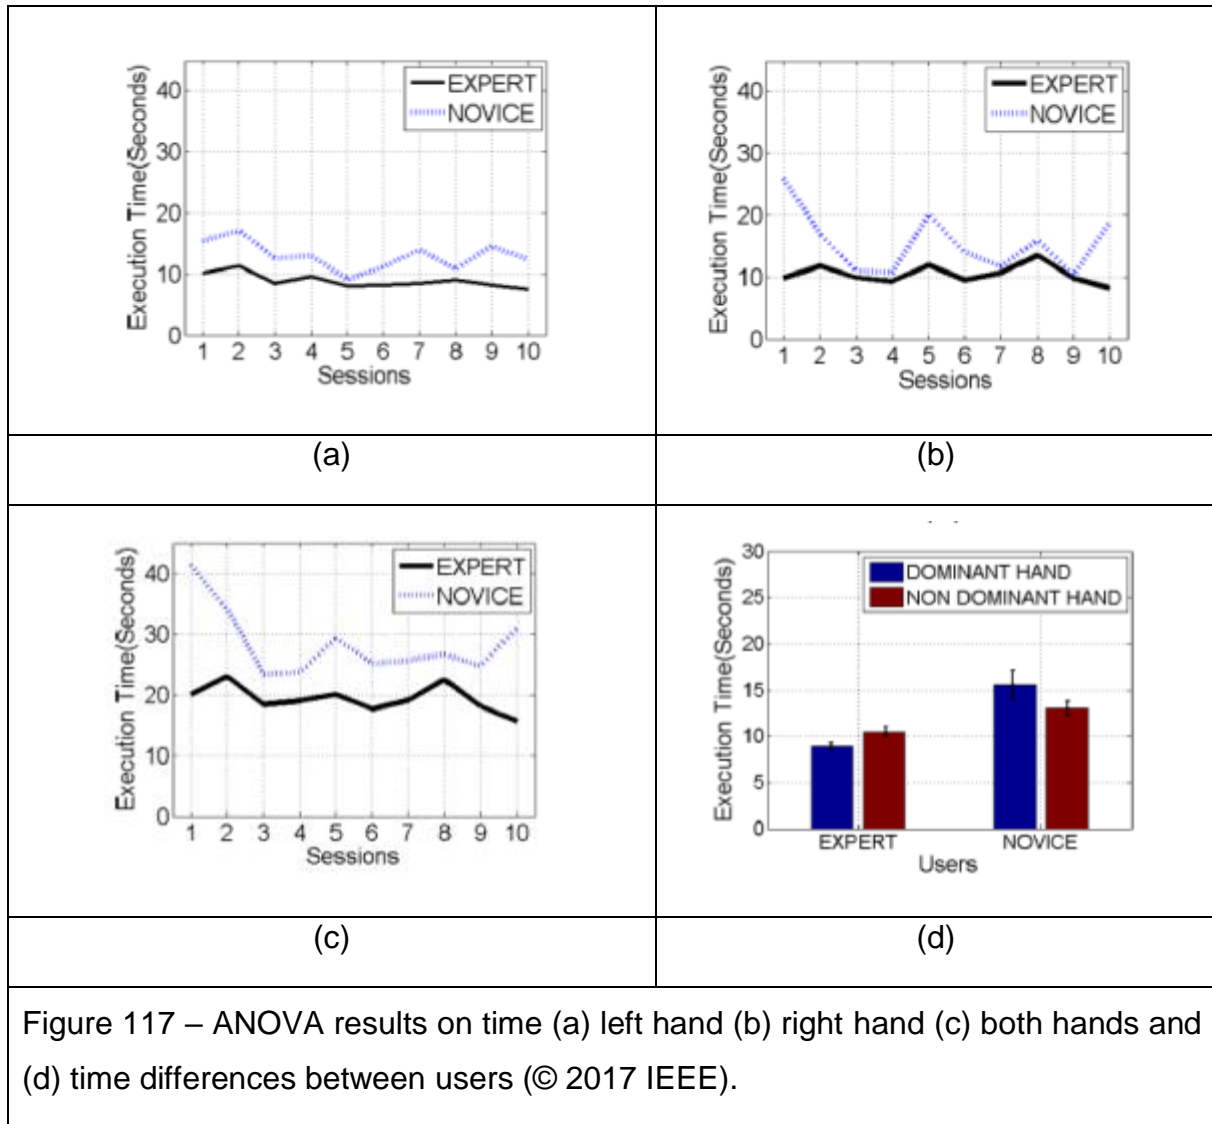 EXPERT
NOVICE
Execution Time(Seconds)
40
30
20
10
0
1 2 3 4 5 6 7 8 9 10
Sessions
(a)
EXPERT
NOVICE
Execution Time(Seconds)
40
30
20
10
0
1 2 3 4 5 6 7 8 9 10
Sessions
(b)
EXPERT
NOVICE
Execution Time(Seconds)
40
30
20
10
0
1 2 3 4 5 6 7 8 9 10
Sessions
(c)
DOMINANT HAND
NON DOMINANT HAND
Execution Time(Seconds)
30
25
20
15
10
5
0
EXPERT NOVICE
Users
(d)
Figure 117 – ANOVA results on time (a) left hand (b) right hand (c) both hands and
(d) time differences between users (© 2017 IEEE).